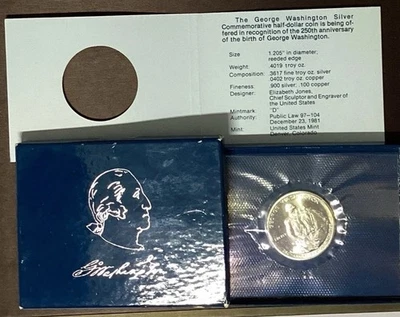 The George Washington Silver
Commemorative half-dollar coin is being of-
fered in recognition of the 250th anniversary
of the birth of George Washington.
Size 1.205" in diameter,
reeded edge
Weight: .4019 troy oz.
Composition: .3617 fine troy oz. silver
.0402 troy oz. copper
Fineness: .900 silver; .100 copper
Designer: Elizabeth Jones,
Chief Sculptor and Engraver of
the United States
Mintmark "D"
Authority: Public Law 97–104
December 23, 1981
Mint: United States Mint
Denver, Colorado
G Washington